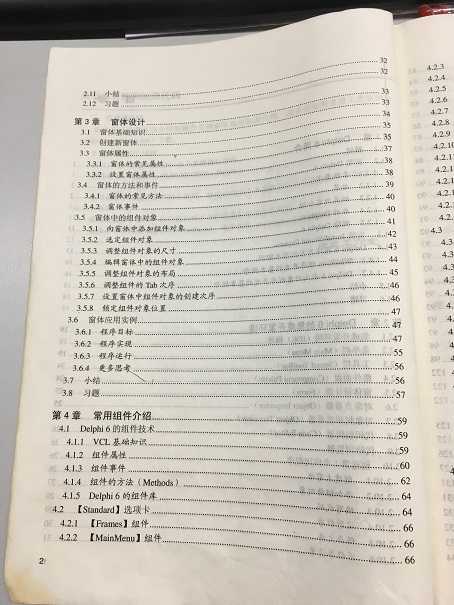 2.11 小结 32
2.12 习题 32
第3章 窗体设计 33
3.1 窗体基础知识 33
3.2 创建新窗体 34
3.3 窗体属性 35
3.3.1 窗体的常见属性 35
3.3.2 设置窗体属性 37
3.4 窗体的方法和事件 38
3.4.1 窗体的常见方法 38
3.4.2 窗体事件 39
3.5 窗体中的组件对象 40
3.5.1 向窗体中添加组件对象 40
3.5.2 选定组件对象 41
3.5.3 调整组件对象的尺寸 42
3.5.4 编辑窗体中的组件对象 43
3.5.5 调整组件对象的布局 44
3.5.6 调整组件的 Tab 次序 45
3.5.7 设置窗体中组件对象的创建次序 46
3.5.8 锁定组件对象位置 46
3.6 窗体应用实例 47
3.6.1 程序目标 47
3.6.2 程序实现 47
3.6.3 程序运行 55
3.6.4 更多思考 56
3.7 小结 56
3.8 习题 57
第4章 常用组件介绍 59
4.1 Delphi 6 的组件技术 59
4.1.1 VCL 基础知识 59
4.1.2 组件属性 60
4.1.3 组件事件 62
4.1.4 组件的方法(Methods) 64
4.1.5 Delphi 6 的组件库 64
4.2 【Standard】选项卡 66
4.2.1 【Frames】组件 66
4.2.2 【MainMenu】组件 66
2
4.2.3
4.2.4
4.2.5
4.2.6
4.2.7
4.2.8
4.2.9
4.2.10
4.3